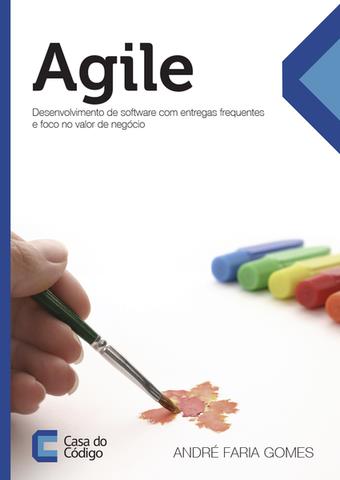 Agile
Desenvolvimento de software com entregas frequentes
e foco no valor de negócio
Casa do
Código
ANDRÉ FARIA GOMES